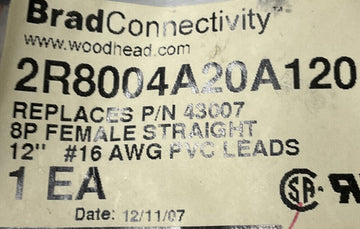 BradConnectivity™
www.woodhead.com
2R8004A20A120
REPLACES P/N 43007
8P FEMALE STRAIGHT
12" #16 AWG PVC LEADS
1 EA
Date: 12/11/07